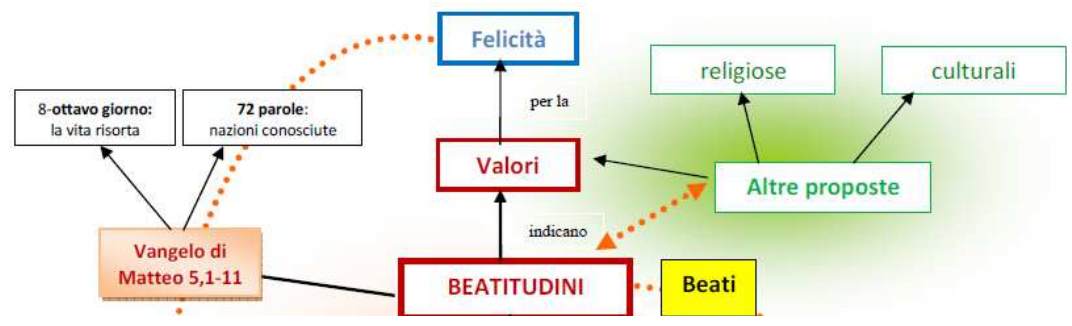 Felicità
religiose
culturali
8-ottavo giorno:
la vita risorta
72 parole:
nazioni conosciute
per la
Valori
Altre proposte
indicano
Vangelo di
Matteo 5,1-11
BEATITUDINI
Beati